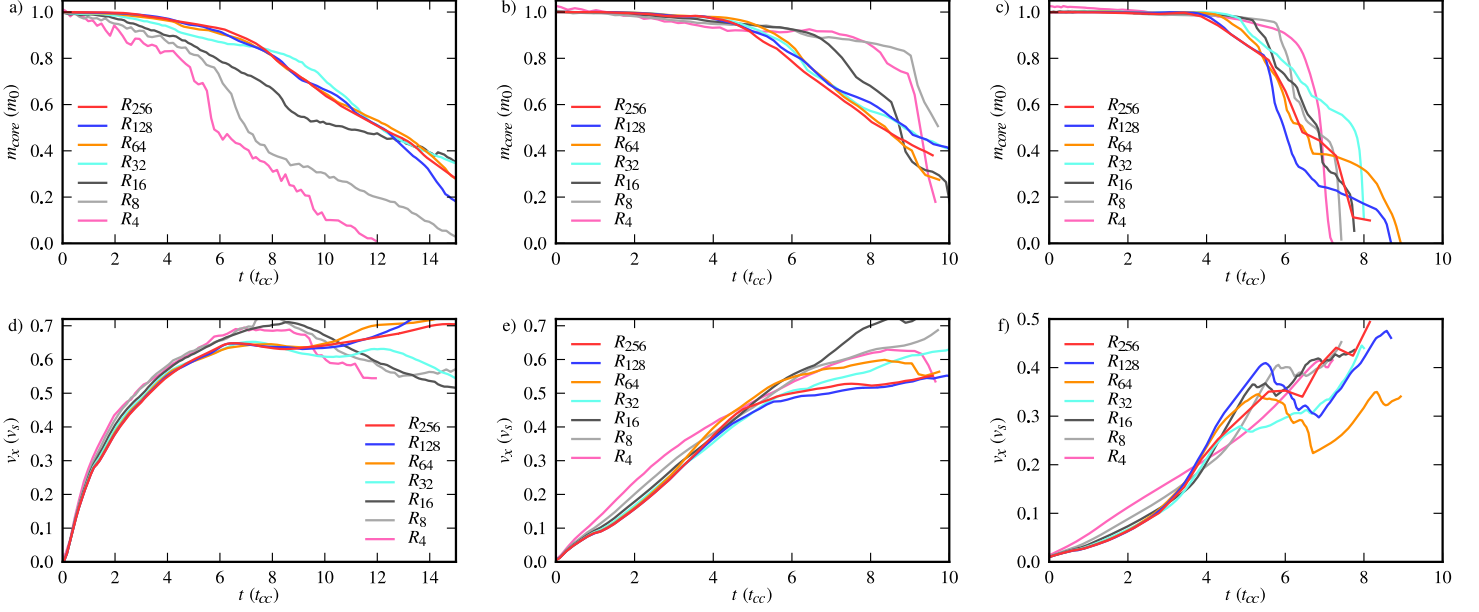 a)
1.0
0.8
0.6
0.4
0.2
0.0
m_core (m_0)
R_256
R_128
R_64
R_32
R_16
R_8
R_4
0 2 4 6 8 10 12 14
t (t_cc)
b)
1.0
0.8
0.6
0.4
0.2
0.0
m_core (m_0)
R_256
R_128
R_64
R_32
R_16
R_8
R_4
0 2 4 6 8 10
t (t_cc)
c)
1.0
0.8
0.6
0.4
0.2
0.0
m_core (m_0)
R_256
R_128
R_64
R_32
R_16
R_8
R_4
0 2 4 6 8 10
t (t_cc)
d)
0.7
0.6
0.5
0.4
0.3
0.2
0.1
0.0
v_x (v_s)
R_256
R_128
R_64
R_32
R_16
R_8
R_4
0 2 4 6 8 10 12 14
t (t_cc)
e)
0.7
0.6
0.5
0.4
0.3
0.2
0.1
0.0
v_x (v_s)
R_256
R_128
R_64
R_32
R_16
R_8
R_4
0 2 4 6 8 10
t (t_cc)
f)
0.5
0.4
0.3
0.2
0.1
0.0
v_x (v_s)
R_256
R_128
R_64
R_32
R_16
R_8
R_4
0 2 4 6 8 10
t (t_cc)